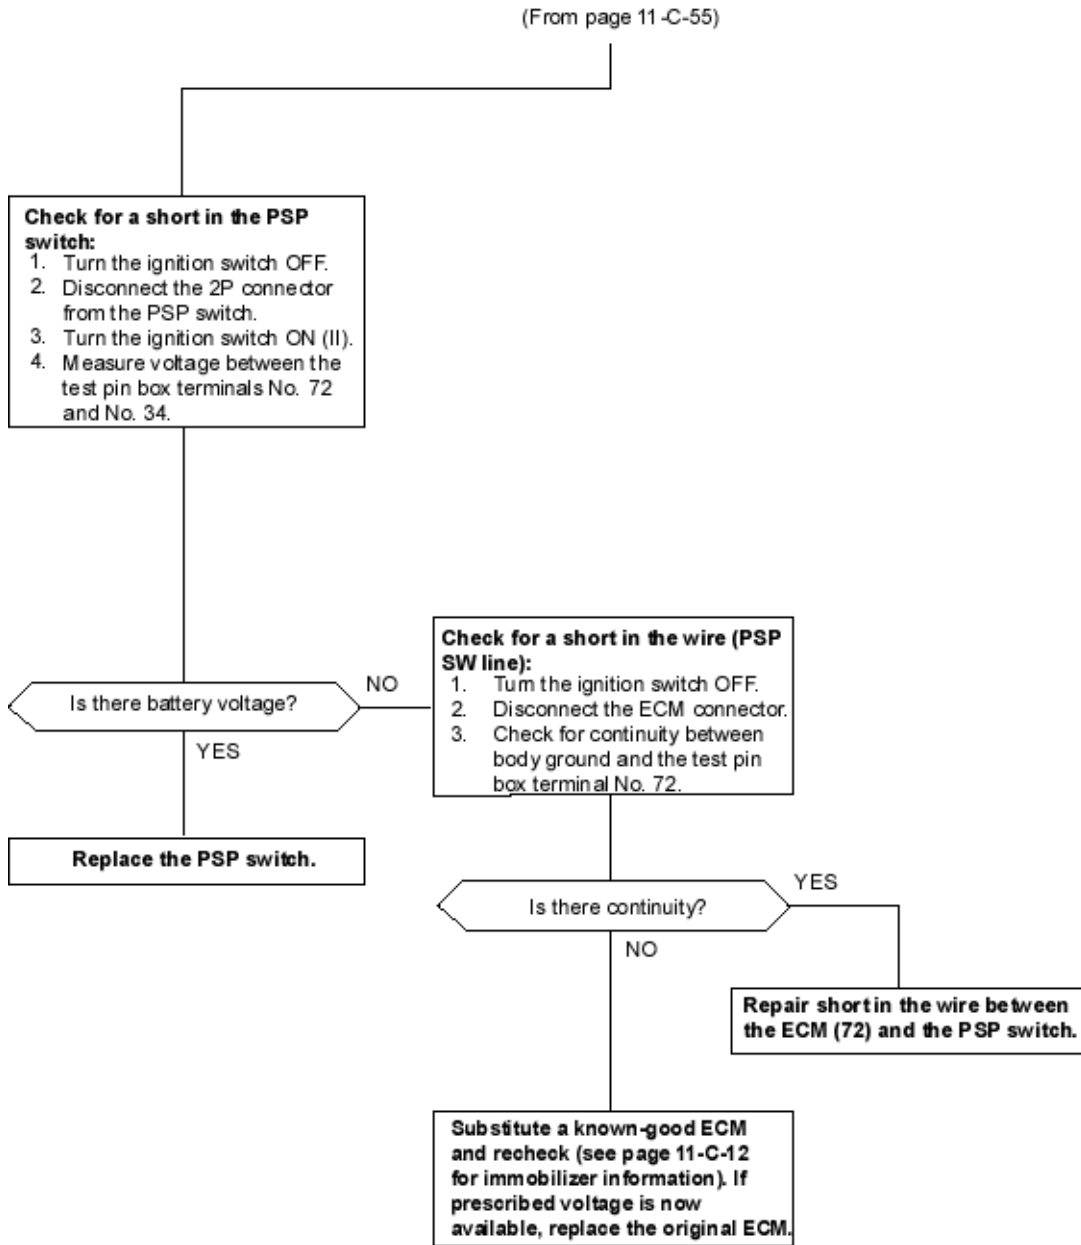 (From page 11-C-55)
Check for a short in the PSP
switch:
1. Turn the ignition switch OFF.
2. Disconnect the 2P connector
from the PSP switch.
3. Turn the ignition switch ON (II).
4. Measure voltage between the
test pin box terminals No. 72
and No. 34.
Is there battery voltage?
NO
YES
Replace the PSP switch.
Check for a short in the wire (PSP
SW line):
1. Turn the ignition switch OFF.
2. Disconnect the ECM connector.
3. Check for continuity between
body ground and the test pin
box terminal No. 72.
Is there continuity?
YES
NO
Repair short in the wire between
the ECM (72) and the PSP switch.
Substitute a known-good ECM
and recheck (see page 11-C-12
for immobilizer information). If
prescribed voltage is now
available, replace the original ECM.